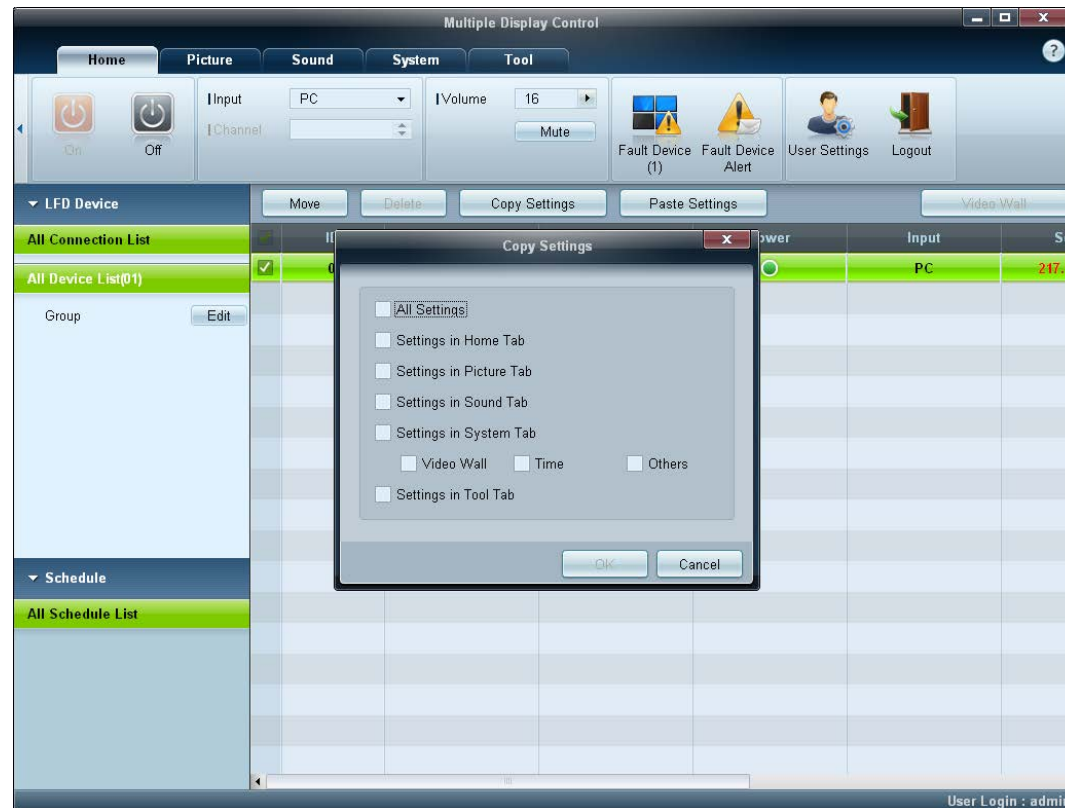 Multiple Display Control
Home Picture Sound System Tool
Input PC Volume 16
Channel Mute
On Off Fault Device (1) Fault Device Alert User Settings Logout
LFD Device Move Delete Copy Settings Paste Settings Video Wall
All Connection List Input
All Device List(01) PC 217.
Group Edit
Copy Settings
All Settings
Settings in Home Tab
Settings in Picture Tab
Settings in Sound Tab
Settings in System Tab
Video Wall Time Others
Settings in Tool Tab
OK Cancel
Schedule
All Schedule List
User Login : admi